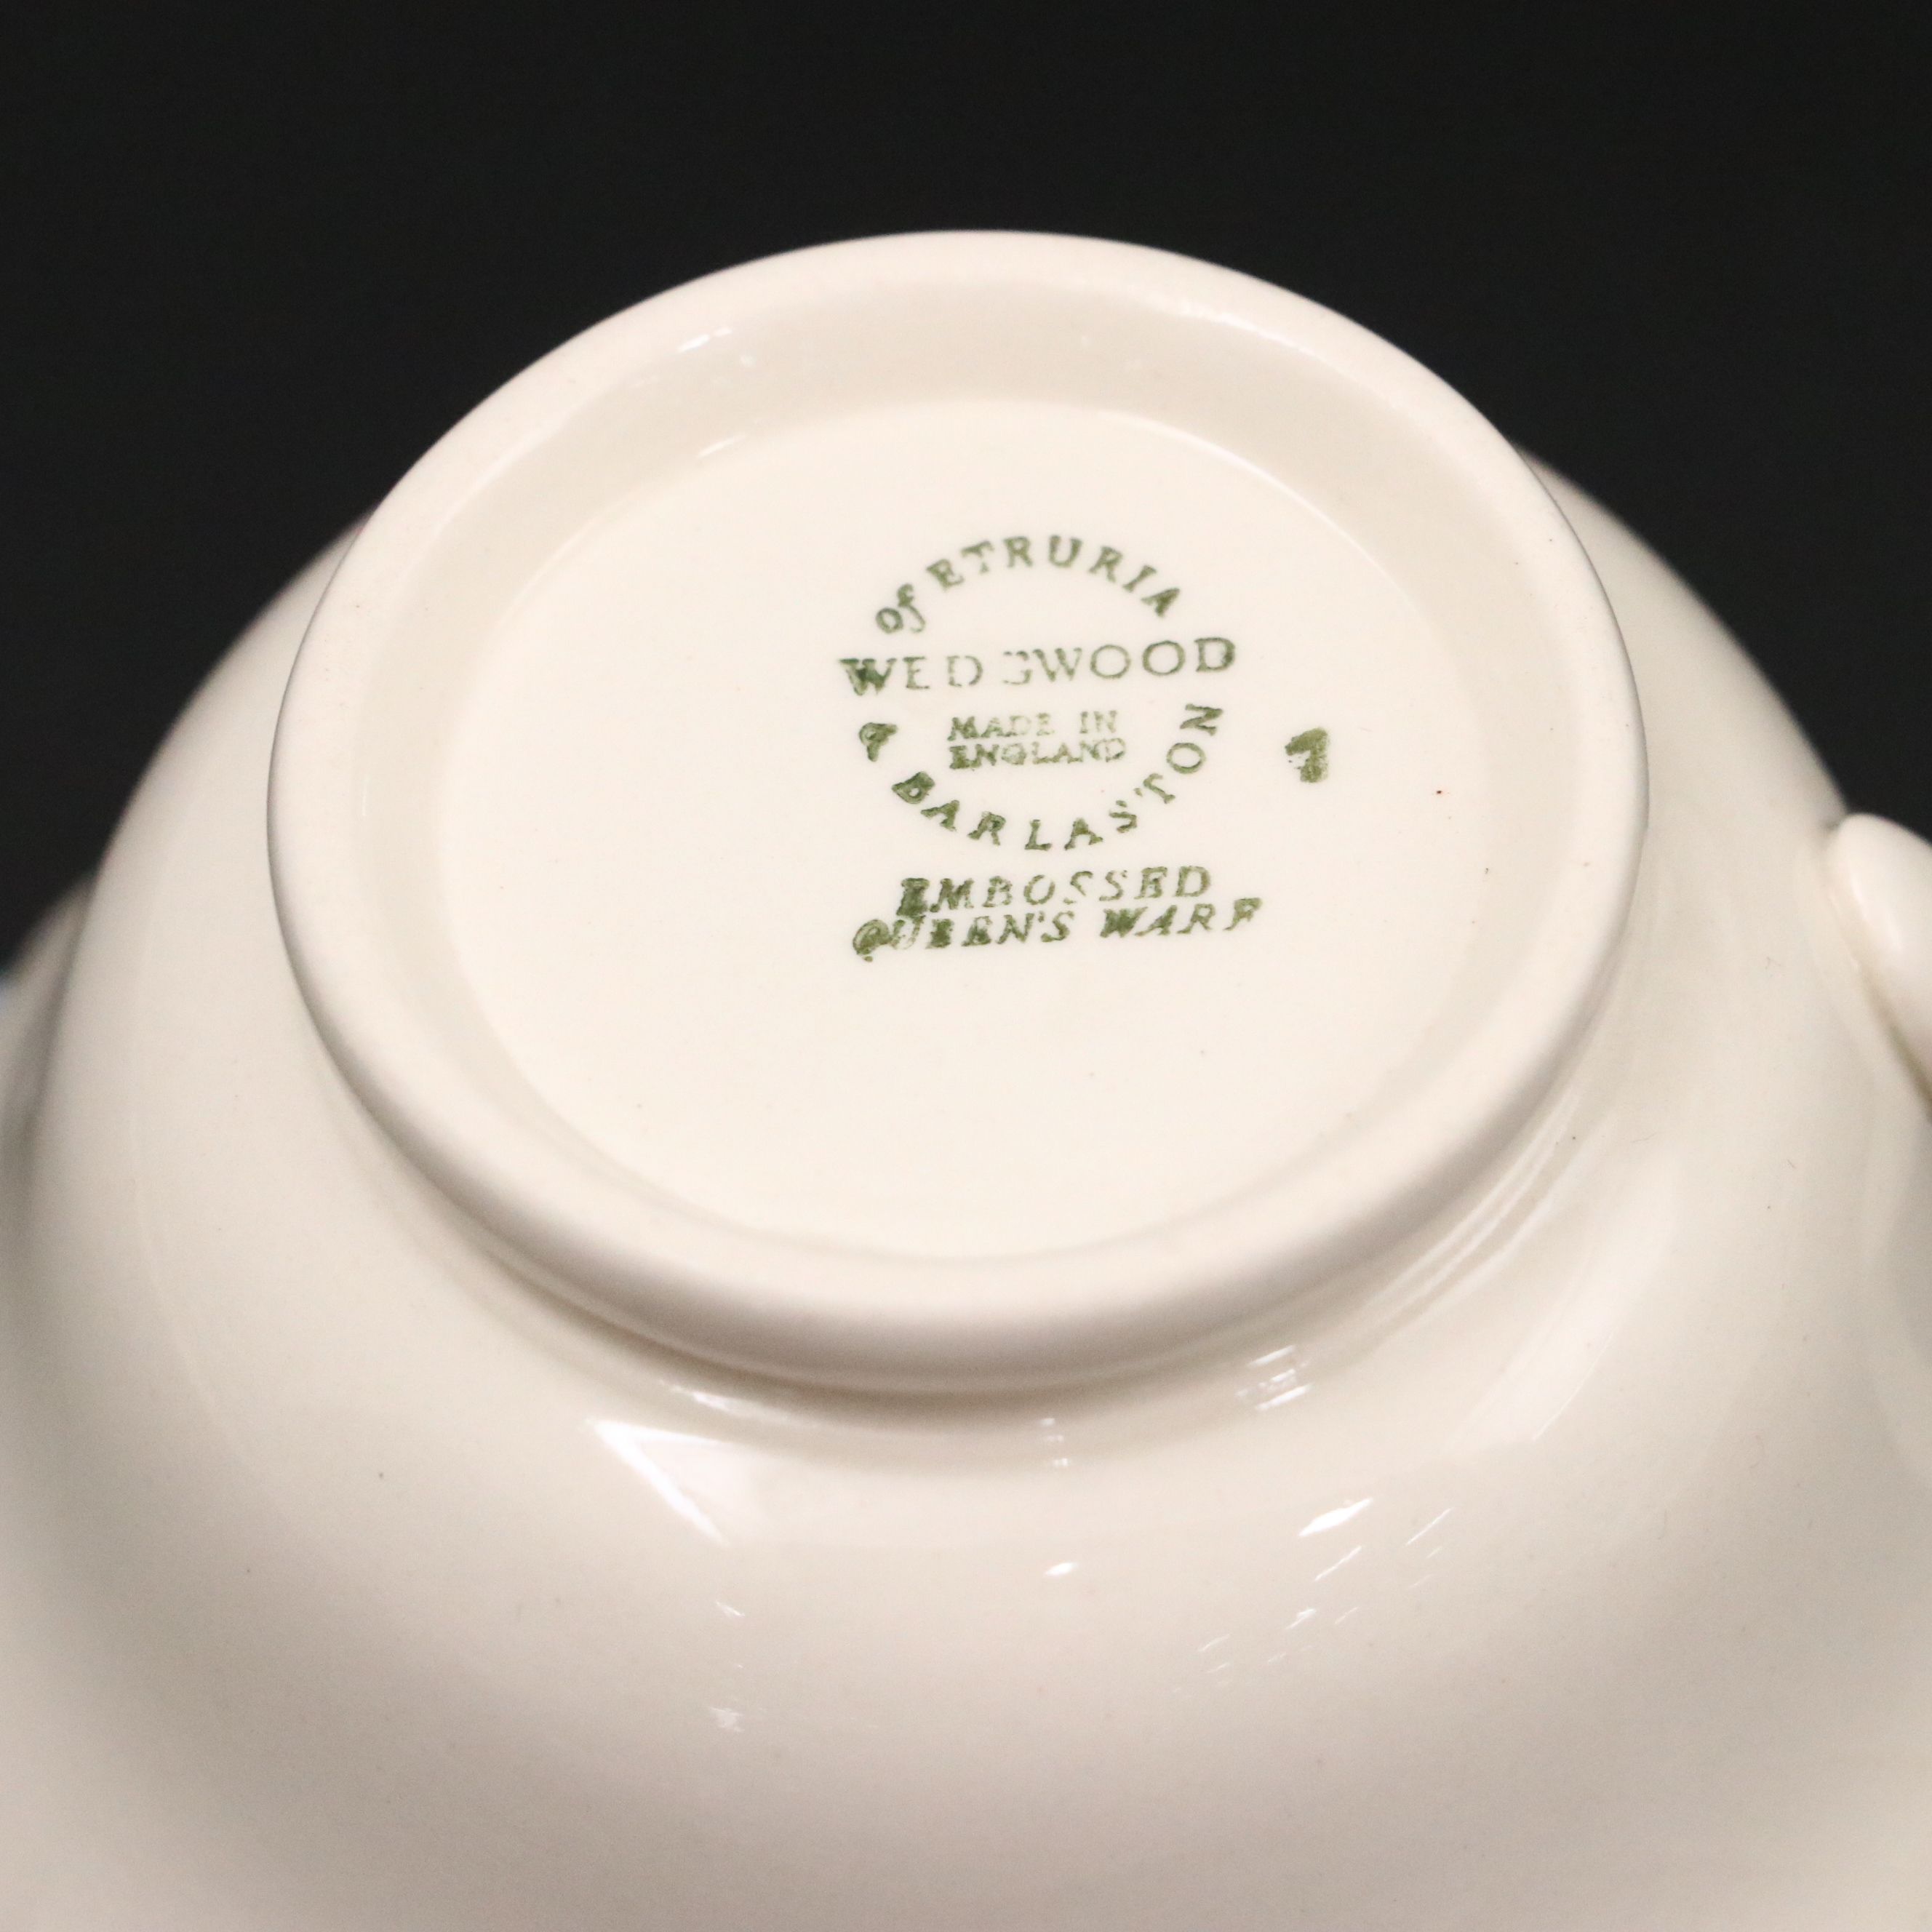 of ETRURIA
WEDGWOOD
MADE IN
ENGLAND
& BARLASTON
EMBOSSED
QUEEN'S WARE